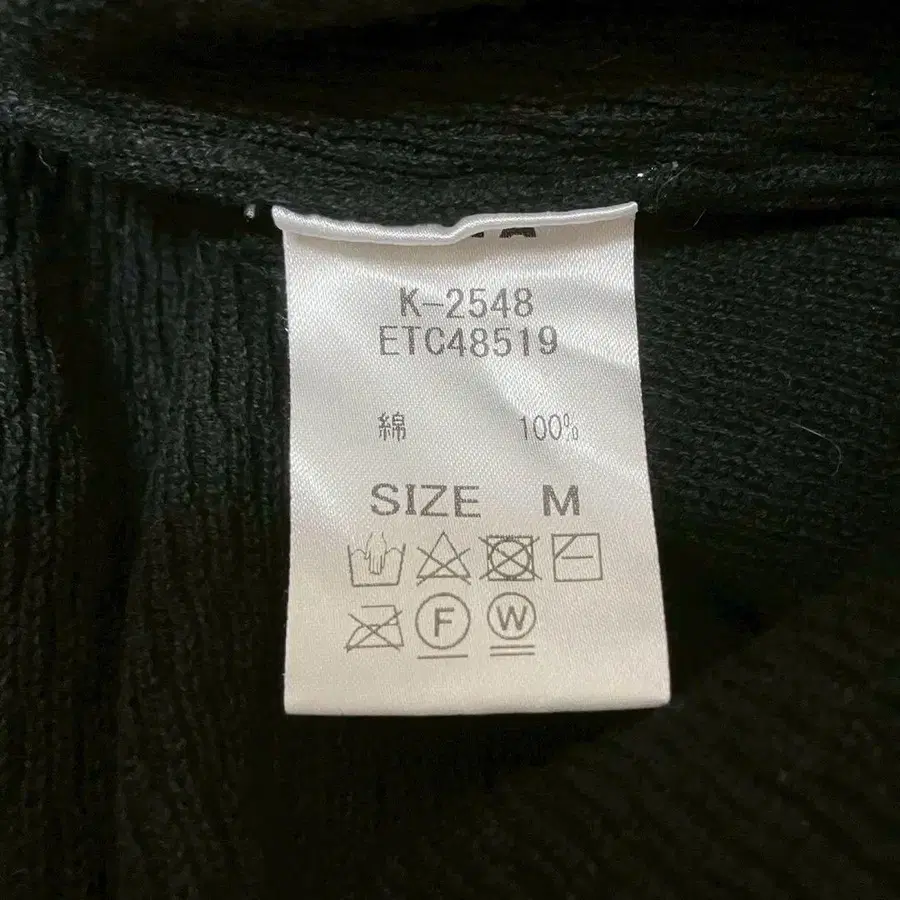 K-2548
ETC48519
綿 100%
SIZE M
F W